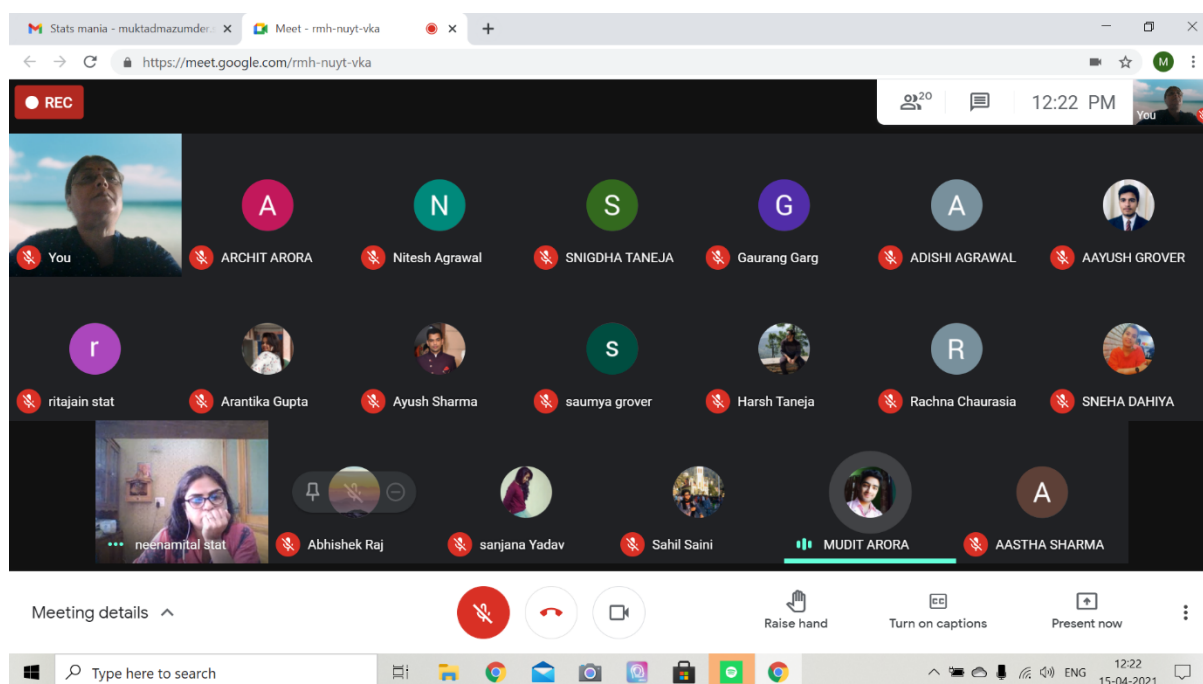 Stats mania - muktadmazumder.s
Meet - rmh-nuyt-vka
https://meet.google.com/rmh-nuyt-vka
M
REC
20
12:22 PM
You
You
A
ARCHIT ARORA
N
Nitesh Agrawal
S
SNIGDHA TANEJA
G
Gaurang Garg
A
ADISHI AGRAWAL
AAYUSH GROVER
r
ritajain stat
Arantika Gupta
Ayush Sharma
s
saumya grover
Harsh Taneja
R
Rachna Chaurasia
SNEHA DAHIYA
neenamital stat
Abhishek Raj
sanjana Yadav
Sahil Saini
MUDIT ARORA
A
AASTHA SHARMA
Meeting details
Raise hand
CC
Turn on captions
Present now
Type here to search
ENG
12:22
15-04-2021